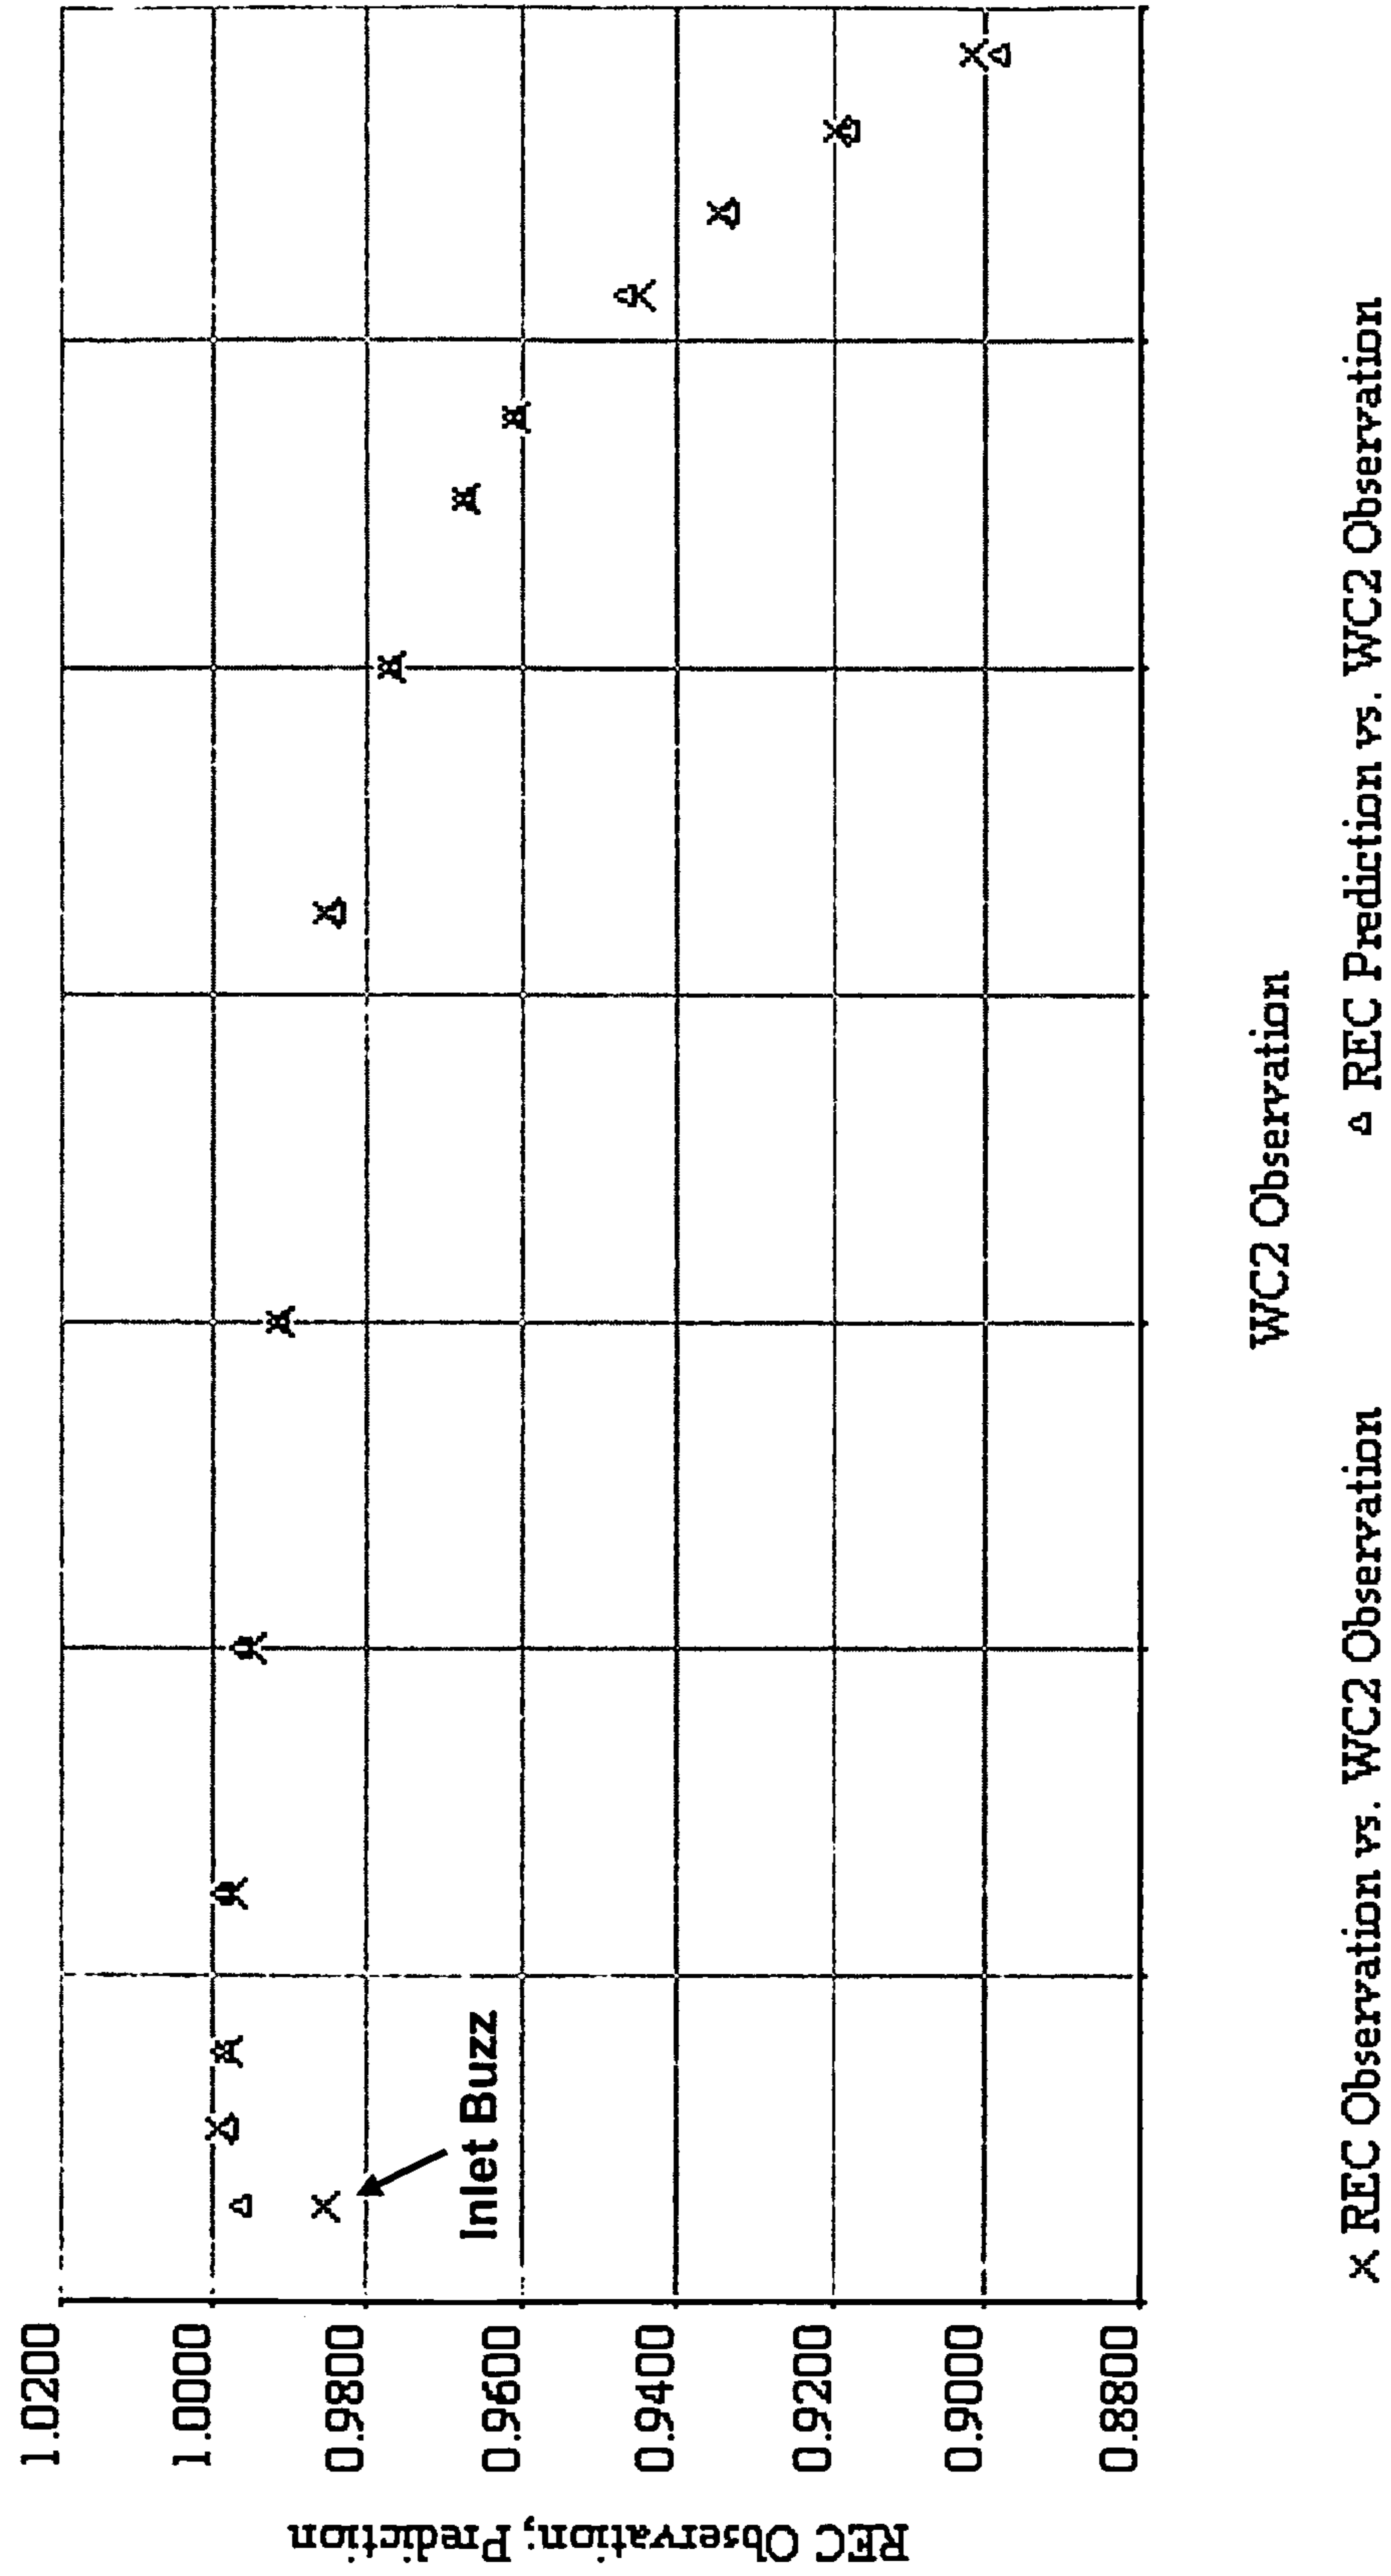 REC Observation; Prediction
1.0200
1.0000
0.9800
0.9600
0.9400
0.9200
0.9000
0.8800
Inlet Buzz
WC2 Observation
x REC Observation vs. WC2 Observation
Δ REC Prediction vs. WC2 Observation